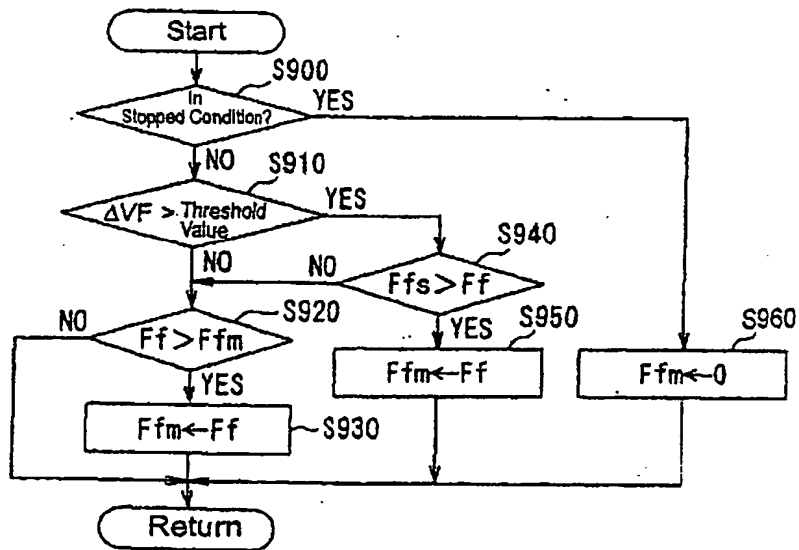 Start
S900
In
Stopped Condition?
YES
NO
S910
ΔVF > Threshold
Value
YES
S940
NO
NO
Ffs>Ff
S920
NO
Ff>Ffm
YES
S950
S960
YES
Ffm←Ff
Ffm←0
Ffm←Ff
S930
Return